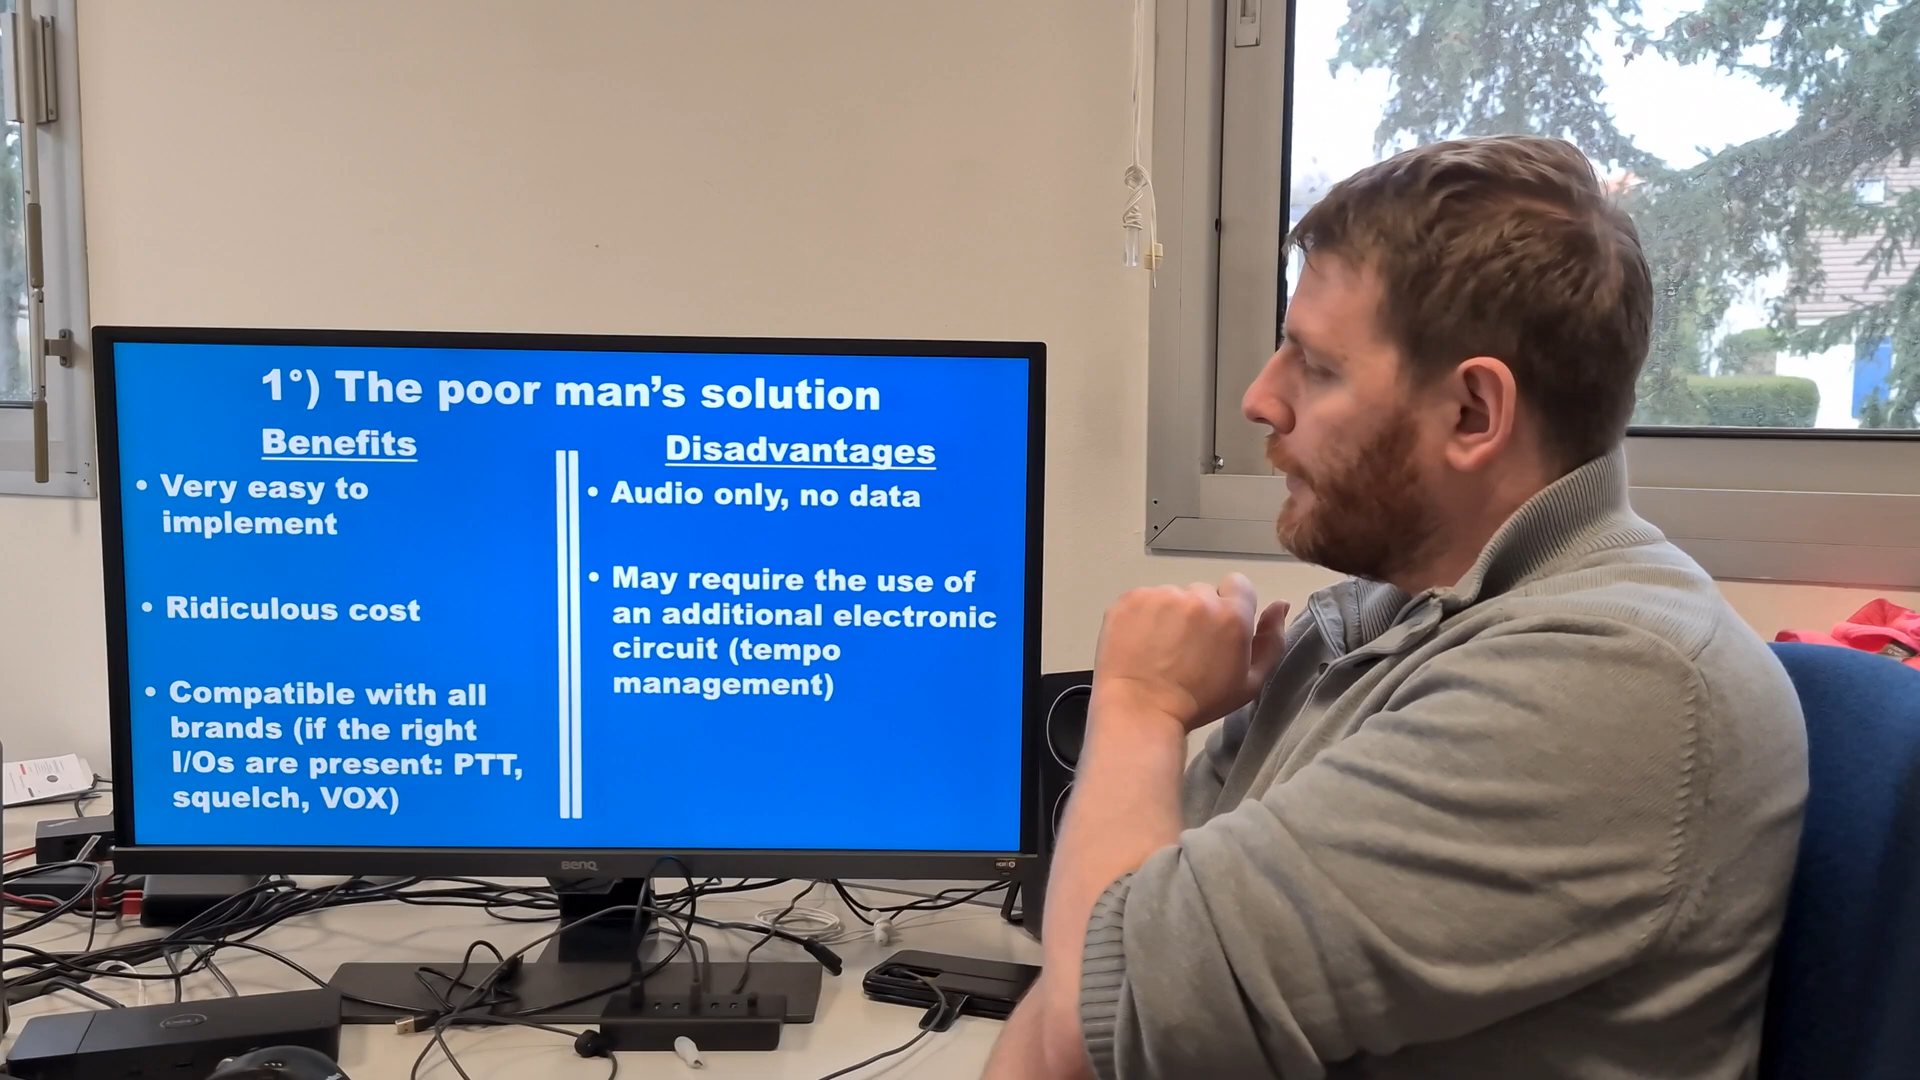 1°) The poor man's solution
Benefits
• Very easy to
implement
• Ridiculous cost
• Compatible with all
brands (if the right
I/Os are present: PTT,
squelch, VOX)
Disadvantages
• Audio only, no data
• May require the use of
an additional electronic
circuit (tempo
management)
BenQ
DELL